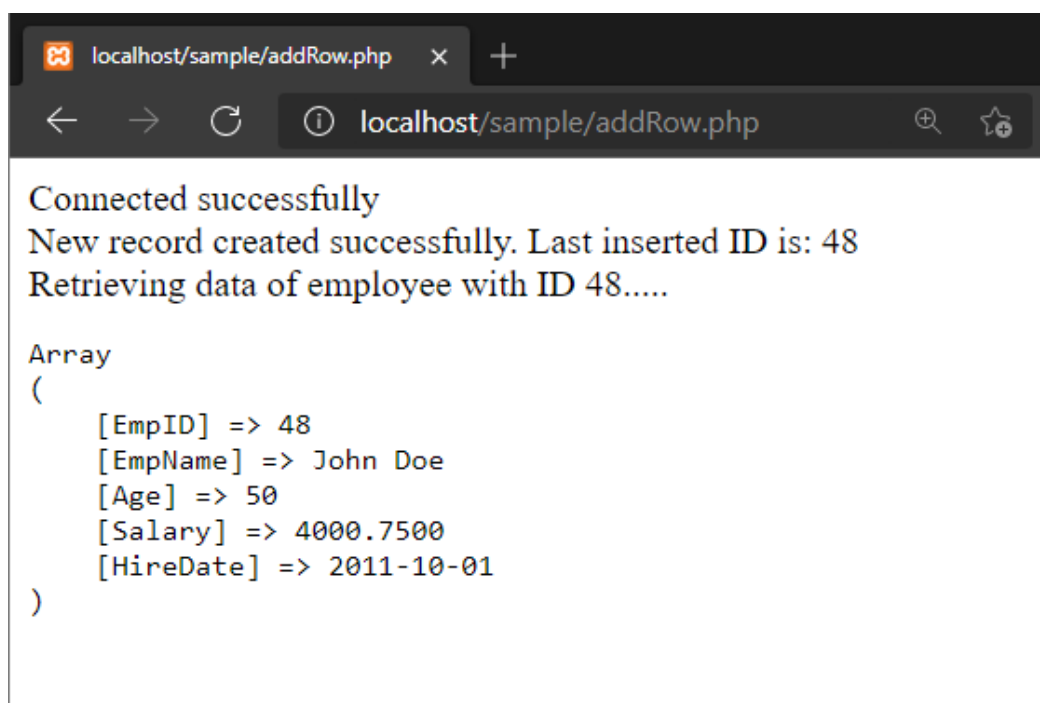 localhost/sample/addRow.php
localhost/sample/addRow.php
Connected successfully
New record created successfully. Last inserted ID is: 48
Retrieving data of employee with ID 48.....
Array
(
[EmpID] => 48
[EmpName] => John Doe
[Age] => 50
[Salary] => 4000.7500
[HireDate] => 2011-10-01
)